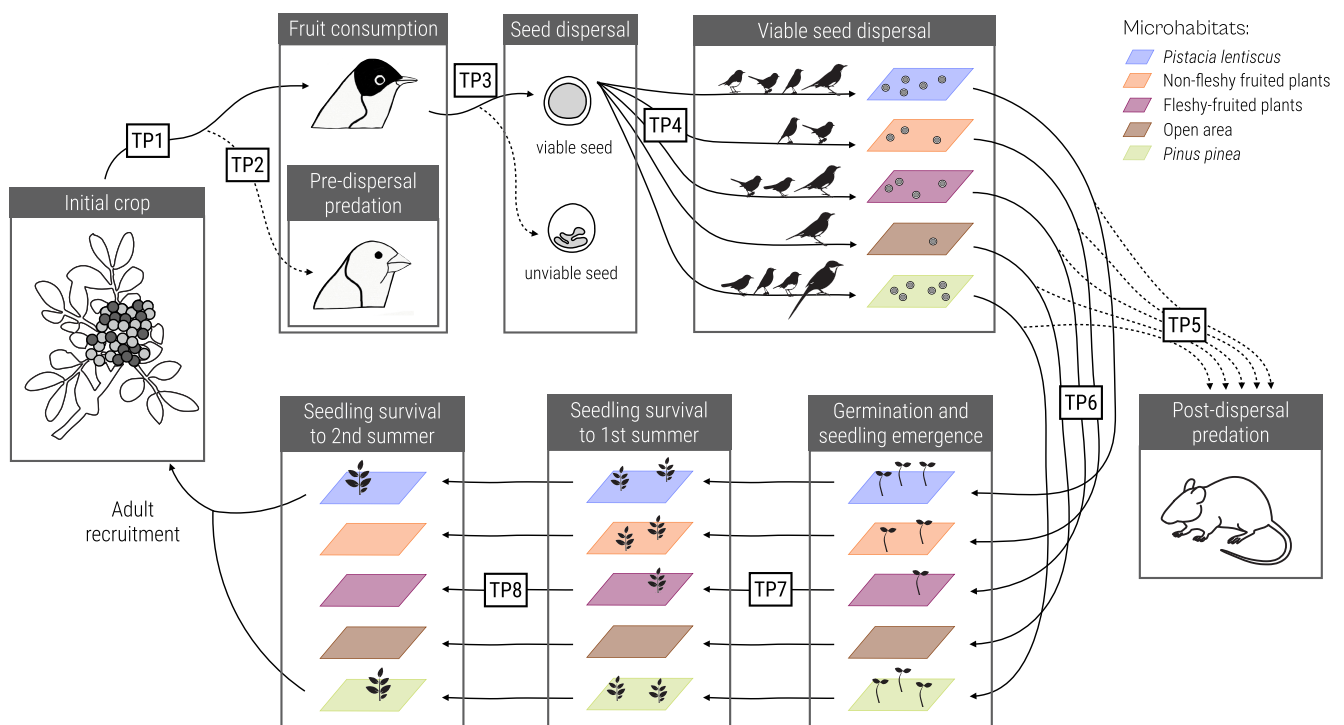 Fruit consumption
Seed dispersal
Viable seed dispersal
Microhabitats:
Pistacia lentiscus
Non-fleshy fruited plants
Fleshy-fruited plants
Open area
Pinus pinea
TP1
TP2
TP3
TP4
viable seed
unviable seed
Pre-dispersal
predation
Initial crop
TP5
TP6
Post-dispersal
predation
Seedling survival
to 2nd summer
Seedling survival
to 1st summer
Germination and
seedling emergence
Adult
recruitment
TP8
TP7